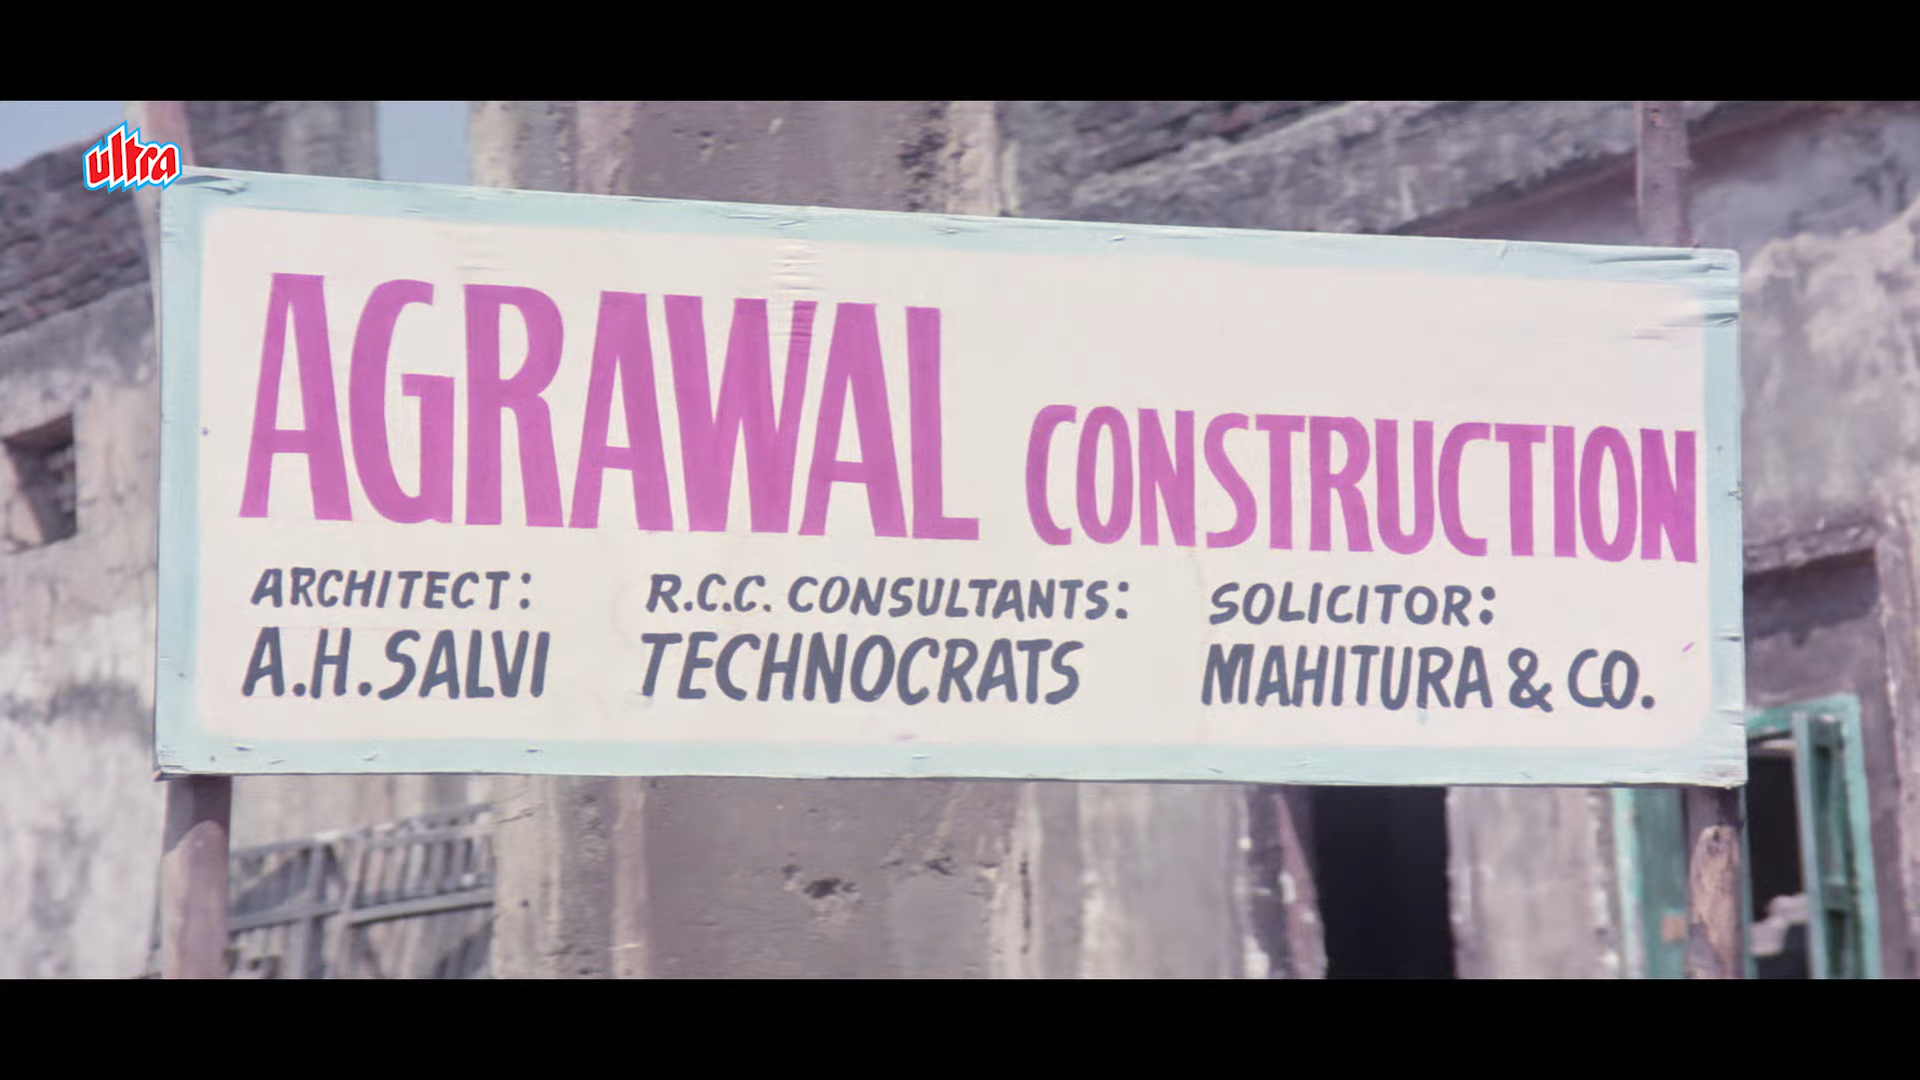 ultra
AGRAWAL CONSTRUCTION
ARCHITECT: R.C.C. CONSULTANTS: SOLICITOR:
A.H. SALVI TECHNOCRATS MAHITURA & CO.